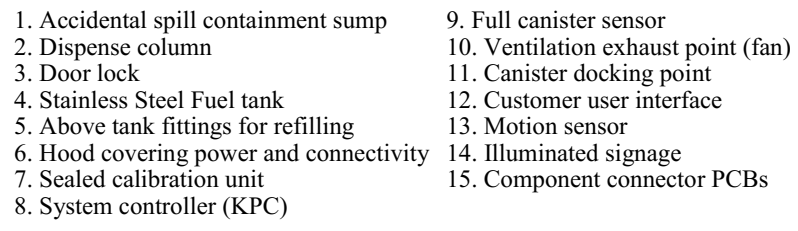 1. Accidental spill containment sump
2. Dispense column
3. Door lock
4. Stainless Steel Fuel tank
5. Above tank fittings for refilling
6. Hood covering power and connectivity
7. Sealed calibration unit
8. System controller (KPC)
9. Full canister sensor
10. Ventilation exhaust point (fan)
11. Canister docking point
12. Customer user interface
13. Motion sensor
14. Illuminated signage
15. Component connector PCBs